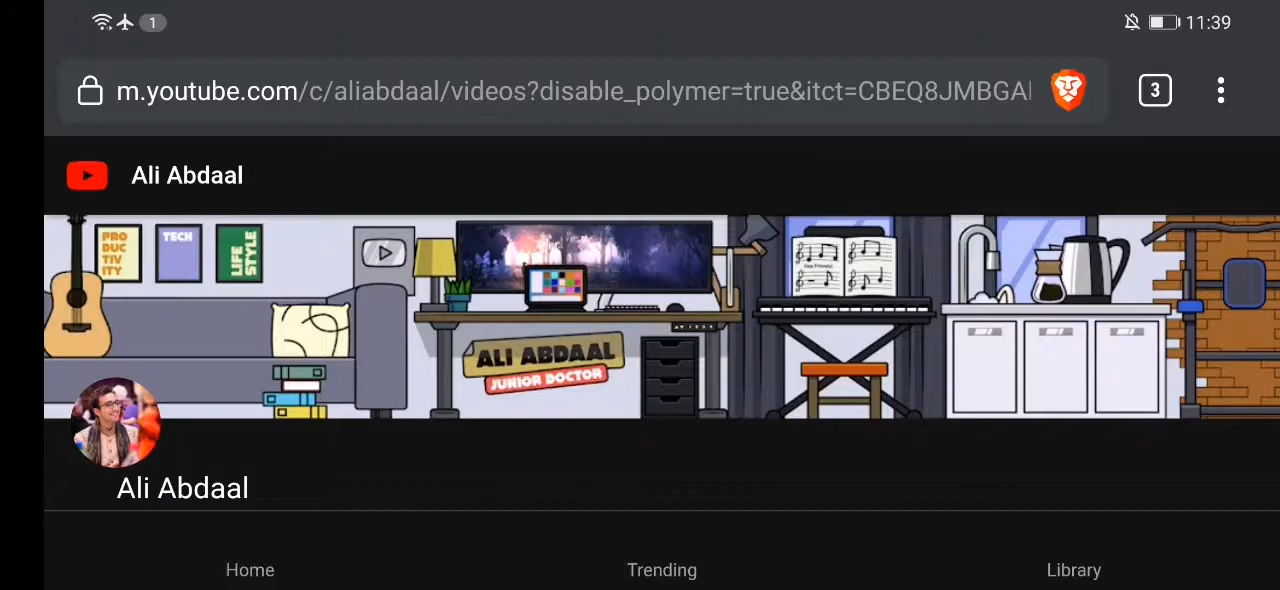 1
11:39
m.youtube.com/c/aliabdaal/videos?disable_polymer=true&itct=CBEQ8JMBGA
3
Ali Abdaal
PRO
DUC
TIV
ITY
TECH
LIFE
STYLE
ALI ABDAAL
JUNIOR DOCTOR
Ali Abdaal
Home
Trending
Library